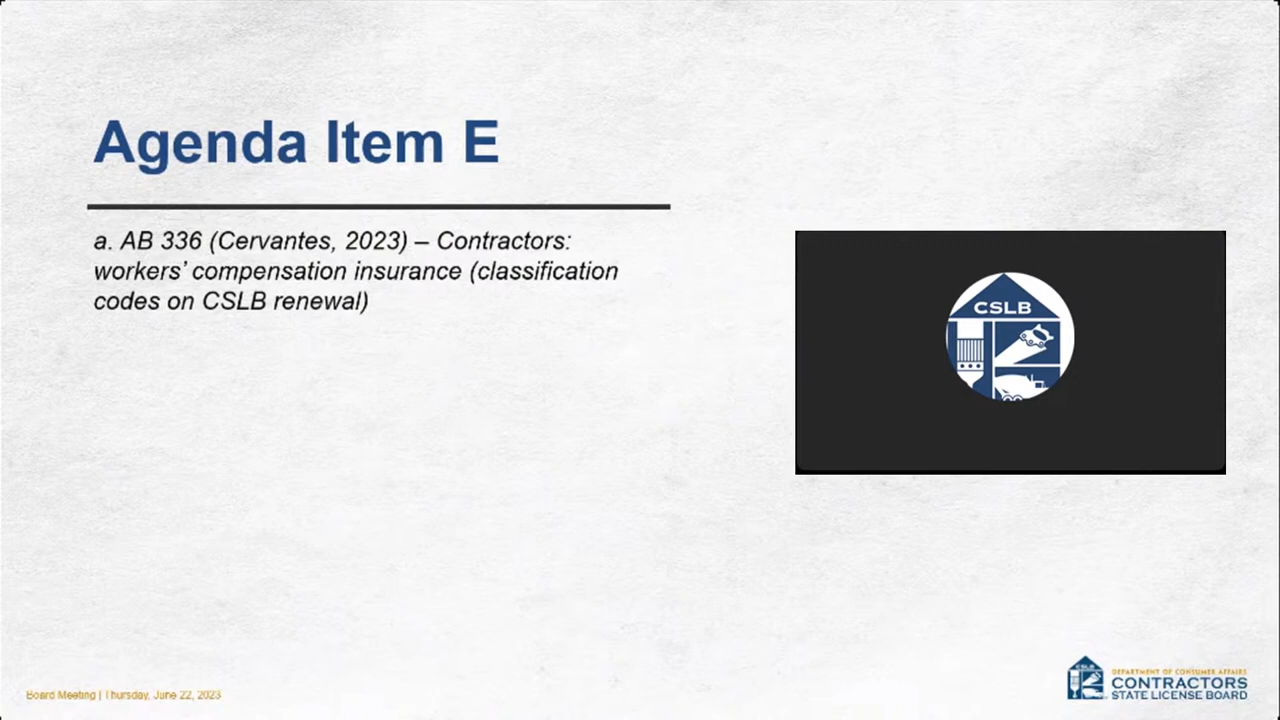 Agenda Item E
a. AB 336 (Cervantes, 2023) – Contractors:
workers’ compensation insurance (classification
codes on CSLB renewal)
CSLB
Board Meeting | Thursday, June 22, 2023
CSLB
DEPARTMENT OF CONSUMER AFFAIRS
CONTRACTORS
STATE LICENSE BOARD